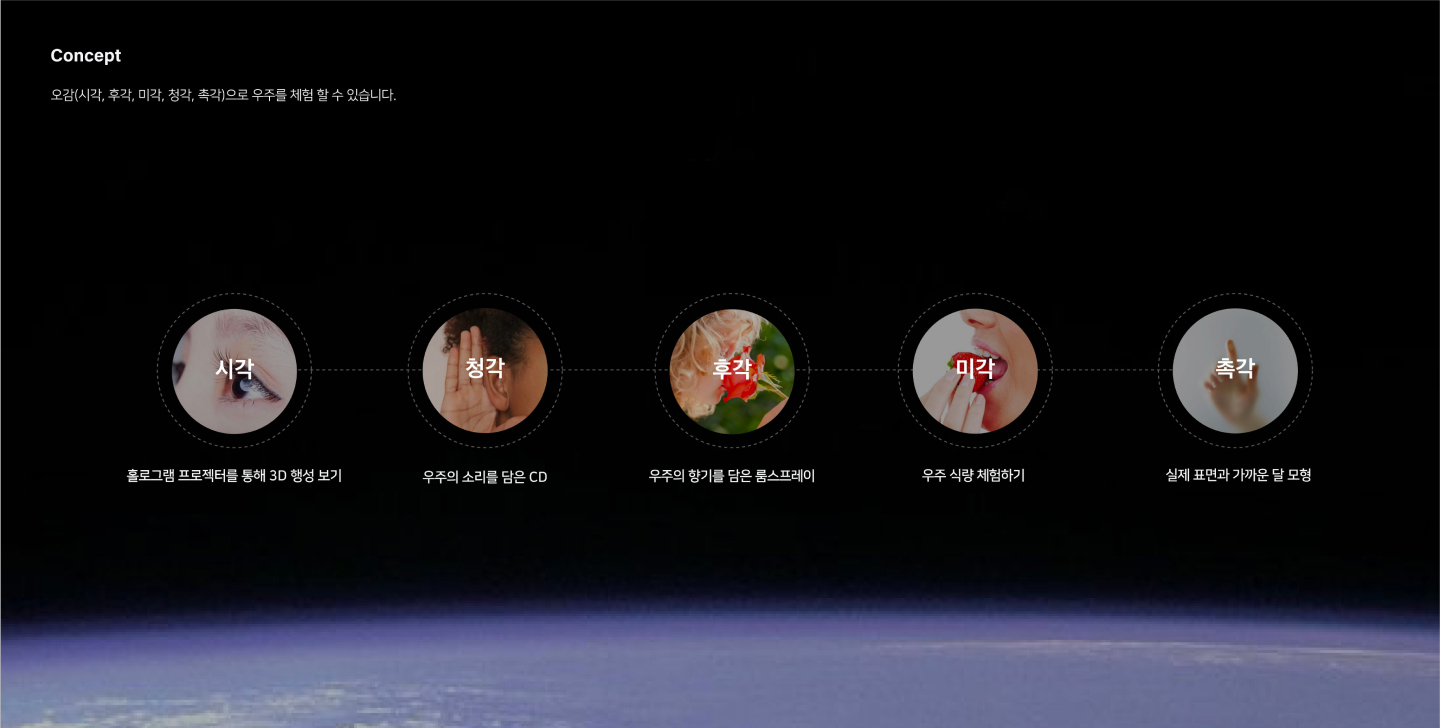 Concept
오감(시각, 후각, 미각, 청각, 촉각)으로 우주를 체험 할 수 있습니다.
시각
청각
후각
미각
촉각
홀로그램 프로젝터를 통해 3D 행성 보기
우주의 소리를 담은 CD
우주의 향기를 담은 룸스프레이
우주 식량 체험하기
실제 표면과 가까운 달 모형